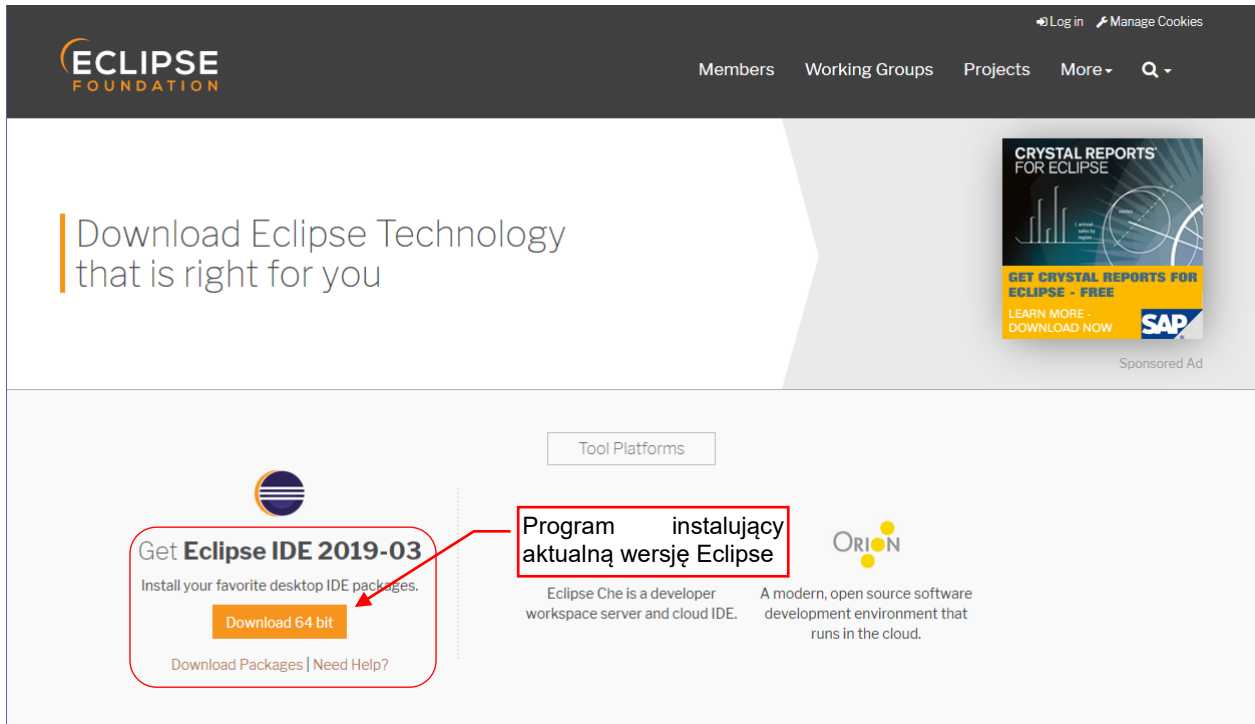 Log in Manage Cookies
ECLIPSE
FOUNDATION
Members Working Groups Projects More
Download Eclipse Technology
that is right for you
CRYSTAL REPORTS'
FOR ECLIPSE
GET CRYSTAL REPORTS FOR
ECLIPSE - FREE
LEARN MORE -
DOWNLOAD NOW
SAP
Sponsored Ad
Tool Platforms
Get Eclipse IDE 2019-03
Install your favorite desktop IDE packages.
Download 64 bit
Download Packages | Need Help?
Program instalujący
aktualną wersję Eclipse
Eclipse Che is a developer
workspace server and cloud IDE.
ORION
A modern, open source software
development environment that
runs in the cloud.